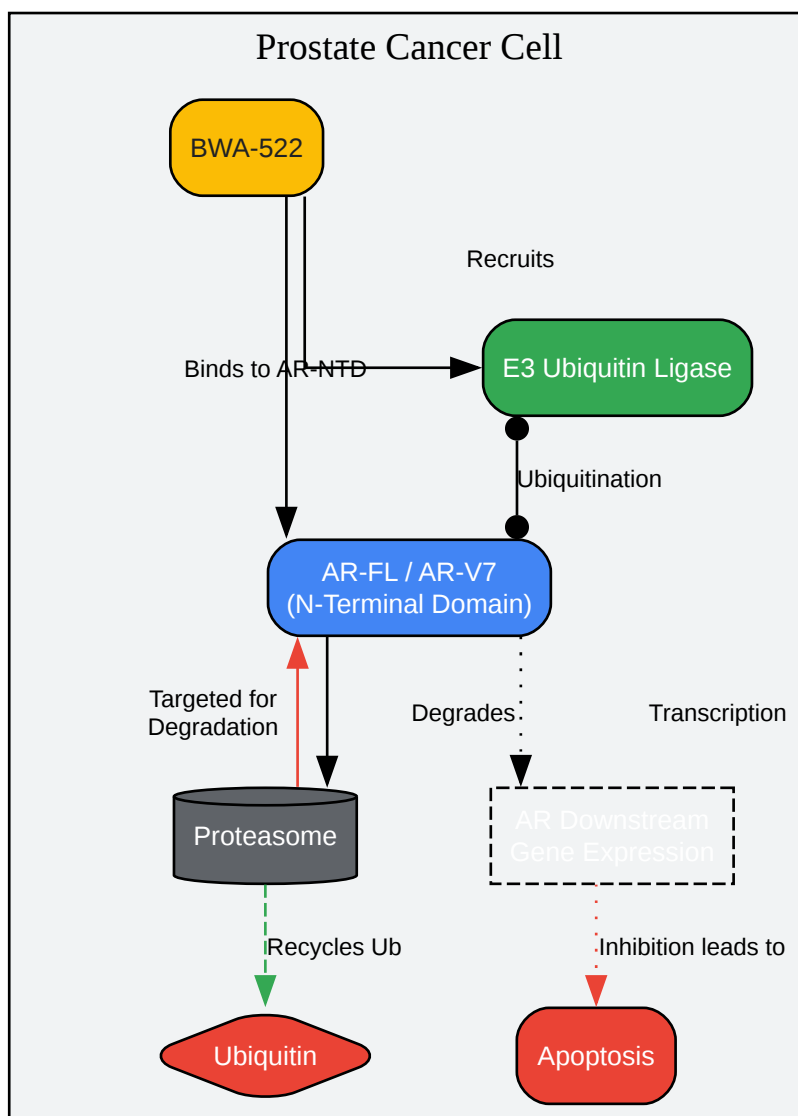 Prostate Cancer Cell
BWA-522
Recruits
Binds to AR-NTD
E3 Ubiquitin Ligase
Ubiquitination
AR-FL / AR-V7
(N-Terminal Domain)
Targeted for
Degradation
Degrades
Transcription
Proteasome
AR Downstream
Gene Expression
Recycles Ub
Inhibition leads to
Ubiquitin
Apoptosis